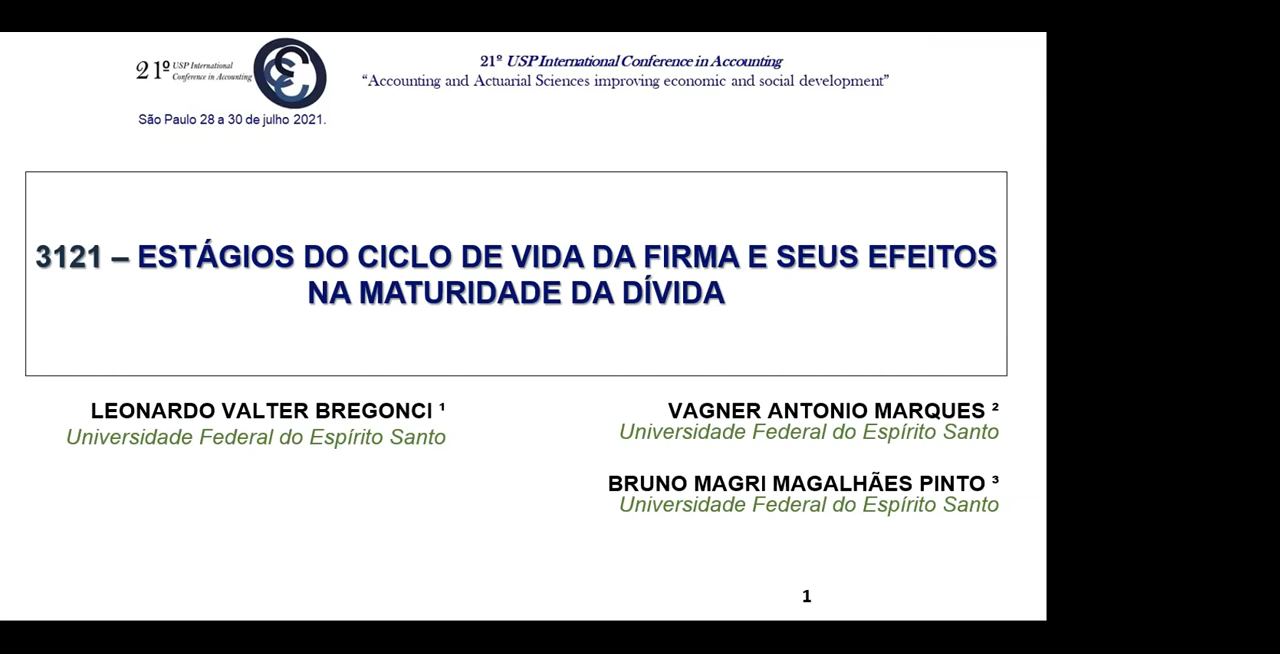 21º USP International
Conference in Accounting
São Paulo 28 a 30 de julho 2021.
21º USP International Conference in Accounting
“Accounting and Actuarial Sciences improving economic and social development”
3121 – ESTÁGIOS DO CICLO DE VIDA DA FIRMA E SEUS EFEITOS
NA MATURIDADE DA DÍVIDA
LEONARDO VALTER BREGONCI ¹
Universidade Federal do Espírito Santo
VAGNER ANTONIO MARQUES ²
Universidade Federal do Espírito Santo
BRUNO MAGRI MAGALHÃES PINTO ³
Universidade Federal do Espírito Santo
1